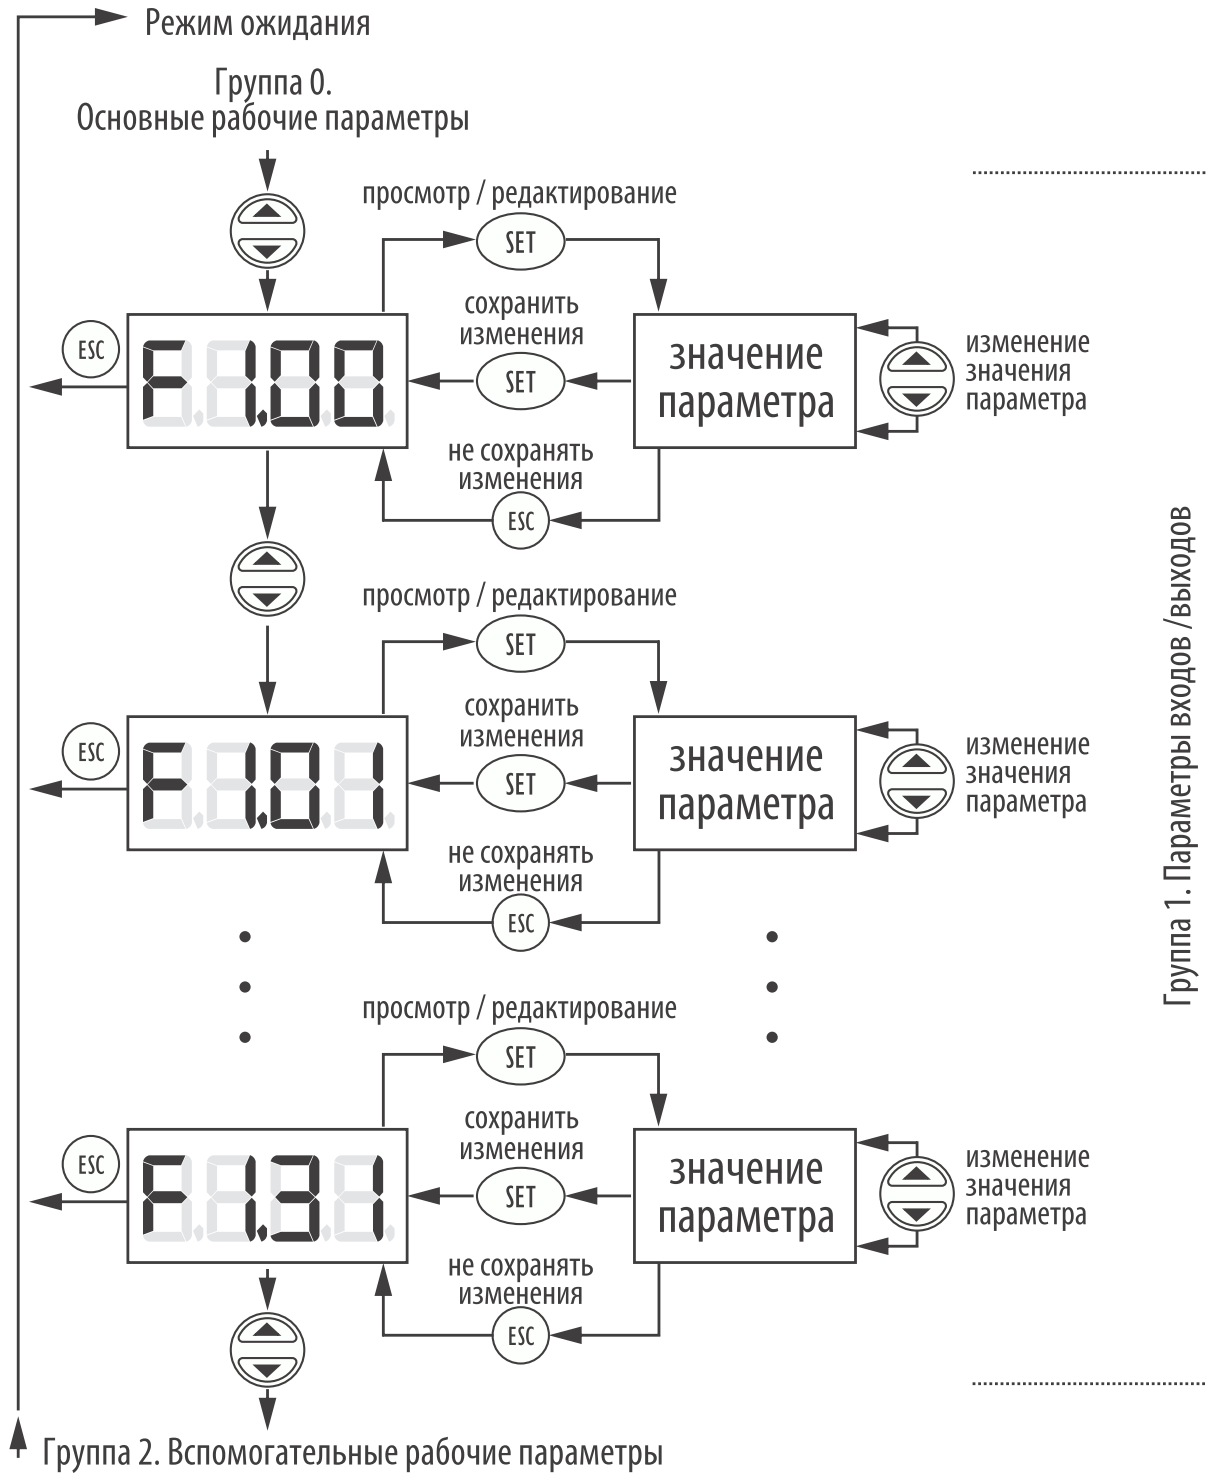 Режим ожидания
Группа 0.
Основные рабочие параметры
просмотр / редактирование
SET
сохранить
изменения
SET
не сохранять
изменения
ESC
ESC
F1.00
значение
параметра
изменение
значения
параметра
просмотр / редактирование
SET
сохранить
изменения
SET
не сохранять
изменения
ESC
ESC
F1.01
значение
параметра
изменение
значения
параметра
просмотр / редактирование
SET
сохранить
изменения
SET
не сохранять
изменения
ESC
ESC
F1.31
значение
параметра
изменение
значения
параметра
Группа 1. Параметры входов /выходов
Группа 2. Вспомогательные рабочие параметры